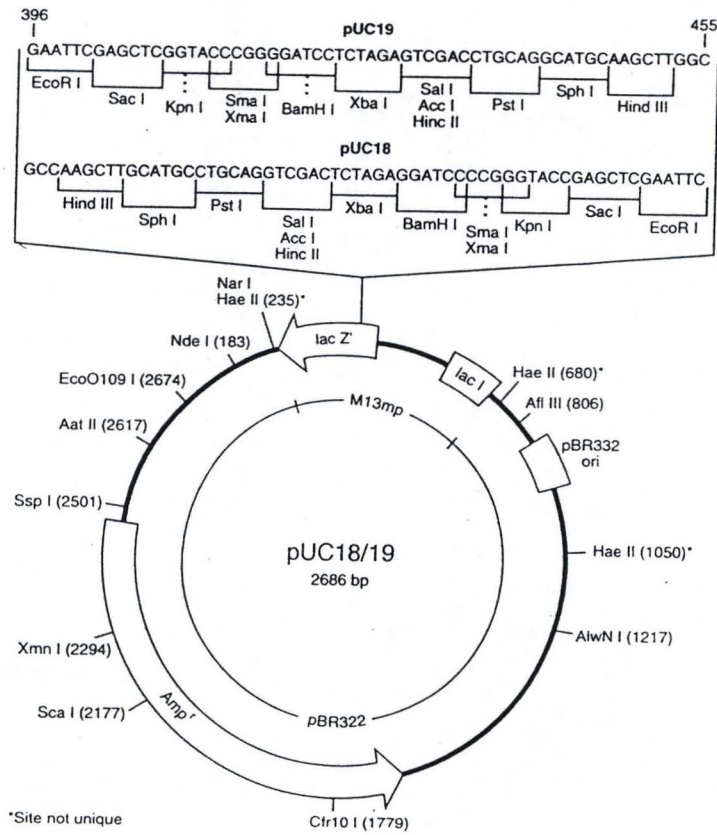 396
pUC19
455
GAATTCGAGCTCGGTACCCGGGGATCCTCTAGAGTCGACCTGCAGGCATGCAAGCTTGGC
EcoR I
Sac I
Kpn I
Sma I
Xma I
BamH I
Xba I
Sal I
Acc I
Hinc II
Pst I
Sph I
Hind III
pUC18
GCCAAGCTTGCATGCCTGCAGGTCGACTCTAGAGGATCCCCGGGTACCGAGCTCGAATTC
Hind III
Sph I
Pst I
Sal I
Acc I
Hinc II
Xba I
BamH I
Sma I
Xma I
Kpn I
Sac I
EcoR I
Nar I
Hae II (235)*
lac Z'
Nde I (183)
lac I
Hae II (680)*
EcoO109 I (2674)
M13mp
Afl III (806)
Aat II (2617)
pBR332
ori
Ssp I (2501)
pUC18/19
2686 bp
Hae II (1050)*
AlwN I (1217)
Xmn I (2294)
Sca I (2177)
Amp r
pBR322
*Site not unique
Cfr10 I (1779)